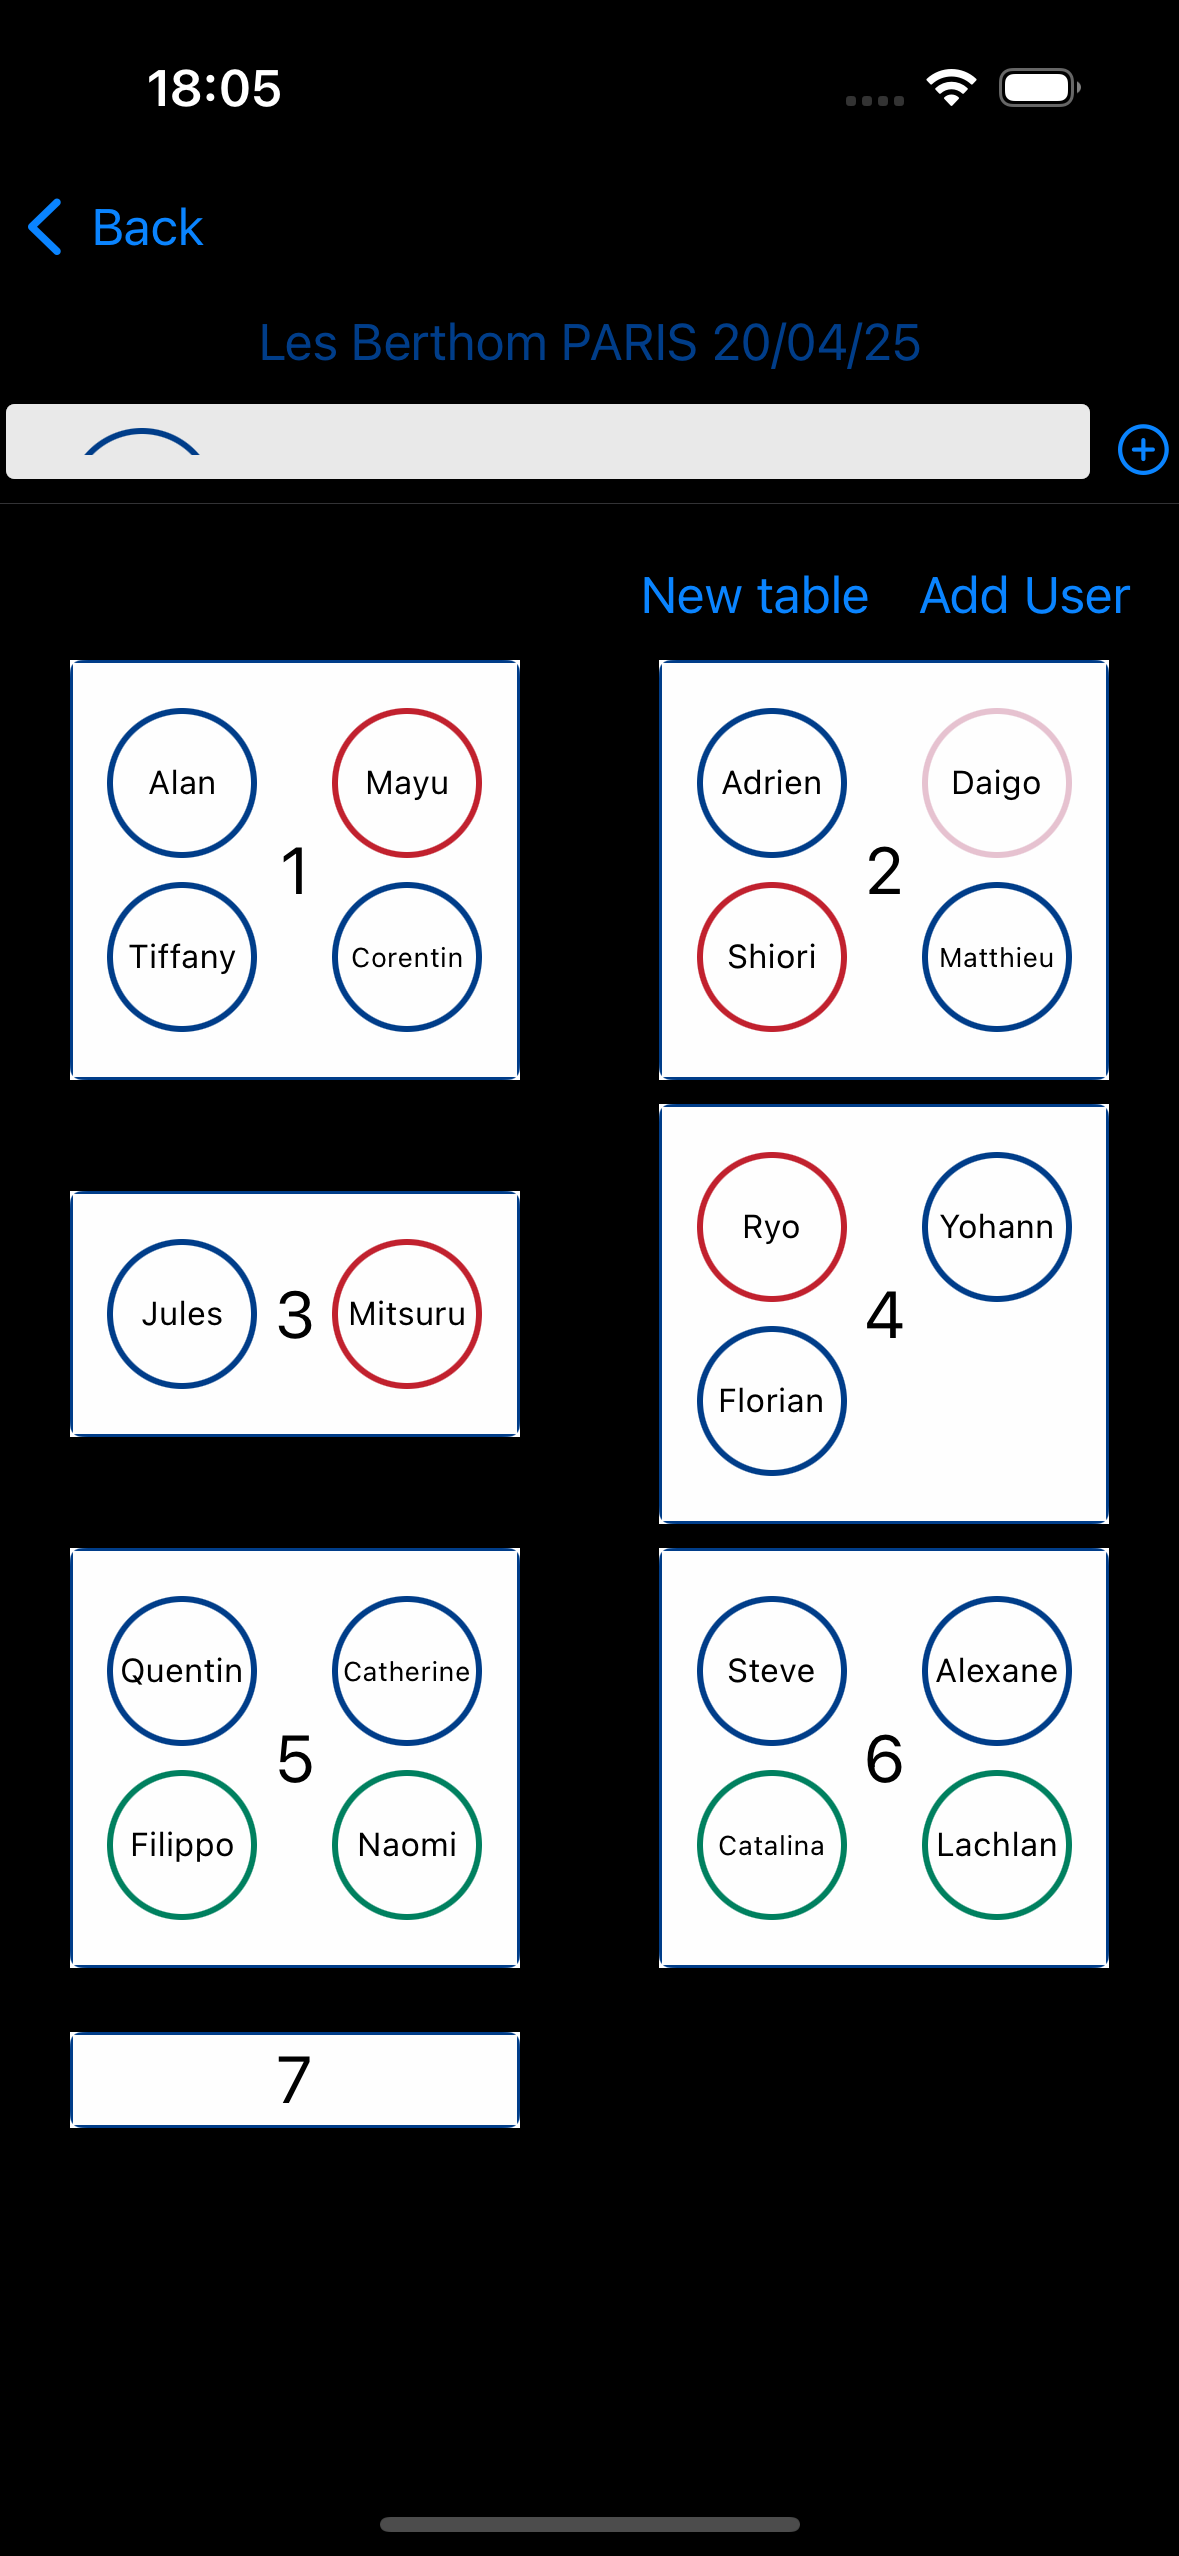 18:05
Back
Les Berthom PARIS 20/04/25
New table Add User
Alan Mayu
1
Tiffany Corentin
Adrien Daigo
2
Shiori Matthieu
Jules 3 Mitsuru
Ryo Yohann
4
Florian
Quentin Catherine
5
Filippo Naomi
Steve Alexane
6
Catalina Lachlan
7